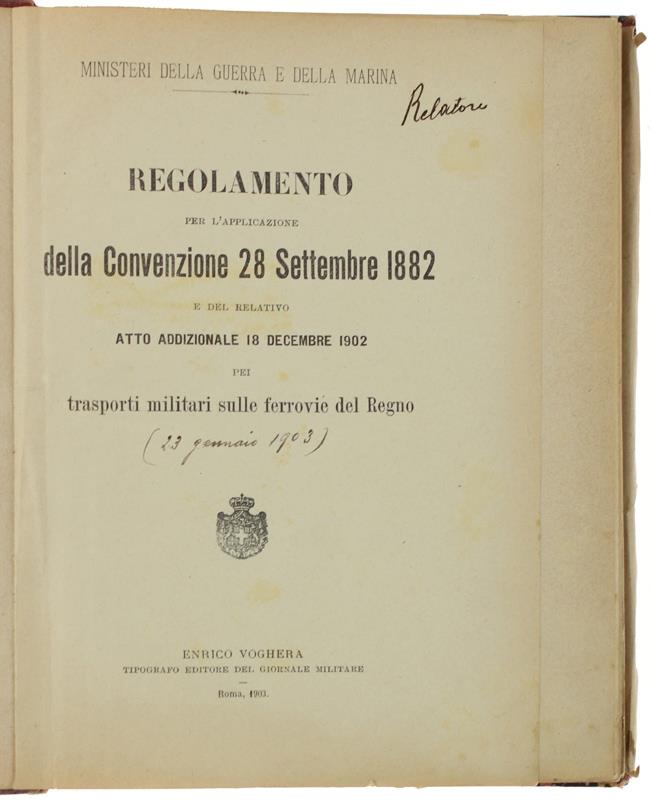 MINISTERI DELLA GUERRA E DELLA MARINA
Relatore
REGOLAMENTO
PER L'APPLICAZIONE
della Convenzione 28 Settembre 1882
E DEL RELATIVO
ATTO ADDIZIONALE 18 DECEMBRE 1902
PEI
trasporti militari sulle ferrovie del Regno
(23 gennaio 1903)
ENRICO VOGHERA
TIPOGRAFO EDITORE DEL GIORNALE MILITARE
Roma, 1903.